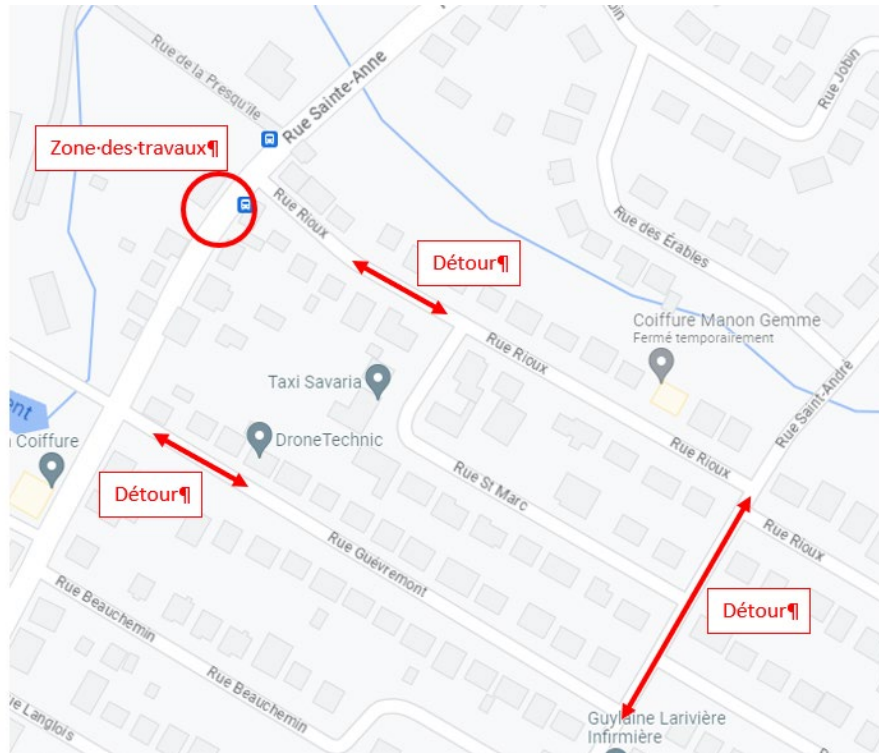 Rue de la Presqu'île
Rue Sainte-Anne
Rue Jobin
Zone·des·travaux¶
Rue Rioux
Rue des Érables
Détour¶
Coiffure Manon Gemme
Fermé temporairement
Rue Rioux
Taxi Savaria
Rue Saint-André
DroneTechnic
Coiffure
Rue Rioux
Rue St Marc
Détour¶
Rue Rioux
Rue Guèvremont
Rue Beauchemin
Détour¶
Rue Beauchemin
Guylaine Larivière
Infirmière
Langlois